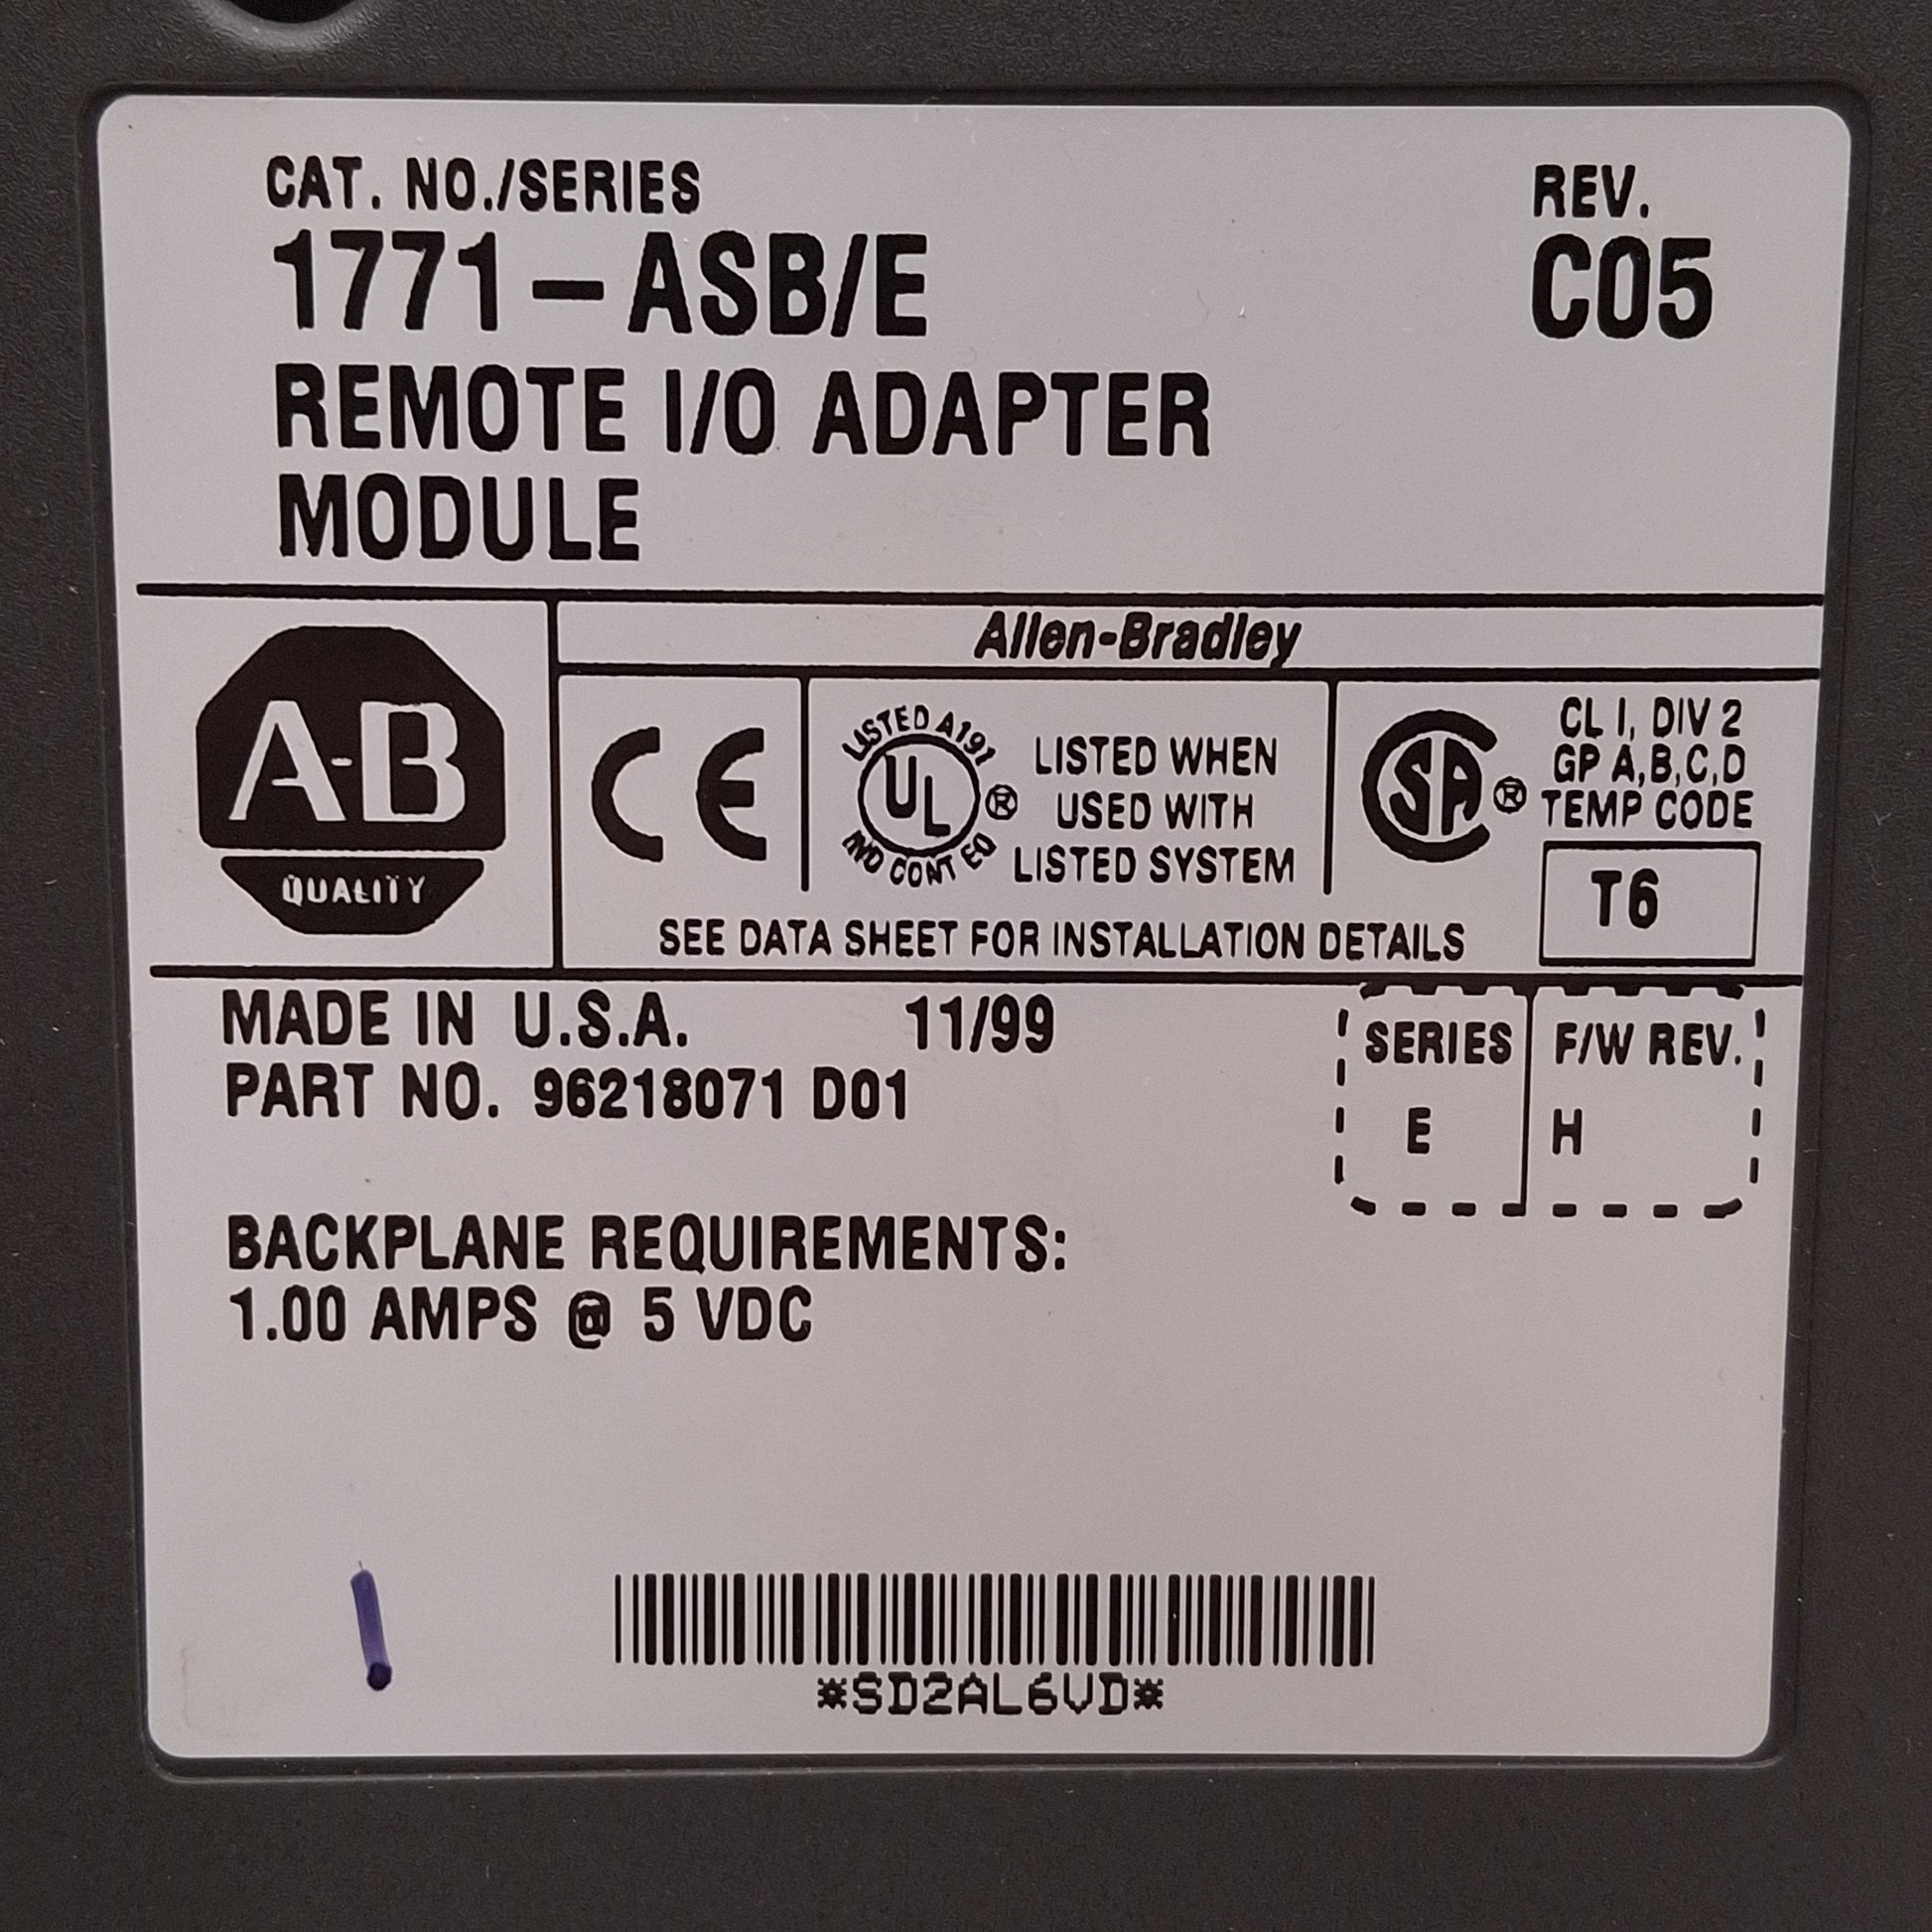 CAT. NO./SERIES
REV.
1771-ASB/E
C05
REMOTE I/O ADAPTER
MODULE
Allen-Bradley
A-B
QUALITY
CE
LISTED A191
UL
IND CONT EQ
®
LISTED WHEN
USED WITH
LISTED SYSTEM
SA
®
CL I, DIV 2
GP A,B,C,D
TEMP CODE
T6
SEE DATA SHEET FOR INSTALLATION DETAILS
MADE IN U.S.A. 11/99
PART NO. 96218071 D01
SERIES F/W REV.
E H
BACKPLANE REQUIREMENTS:
1.00 AMPS @ 5 VDC
*SD2AL6VD*